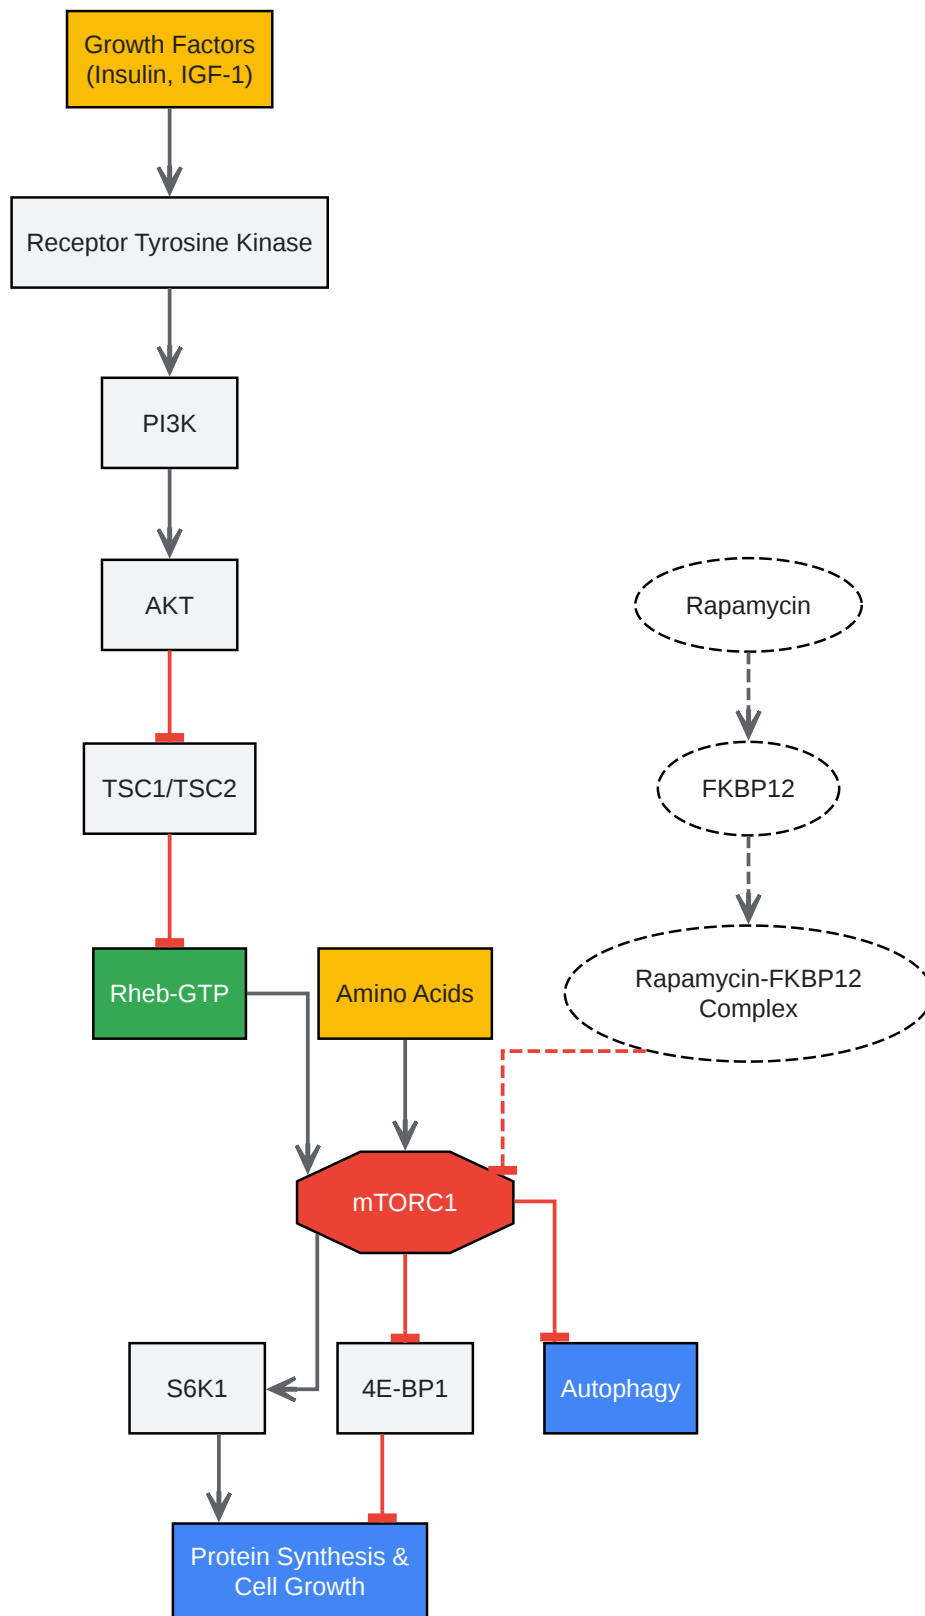 Growth Factors
(Insulin, IGF-1)
Receptor Tyrosine Kinase
PI3K
AKT
Rapamycin
TSC1/TSC2
FKBP12
Rheb-GTP
Amino Acids
Rapamycin-FKBP12
Complex
mTORC1
S6K1
4E-BP1
Autophagy
Protein Synthesis &
Cell Growth